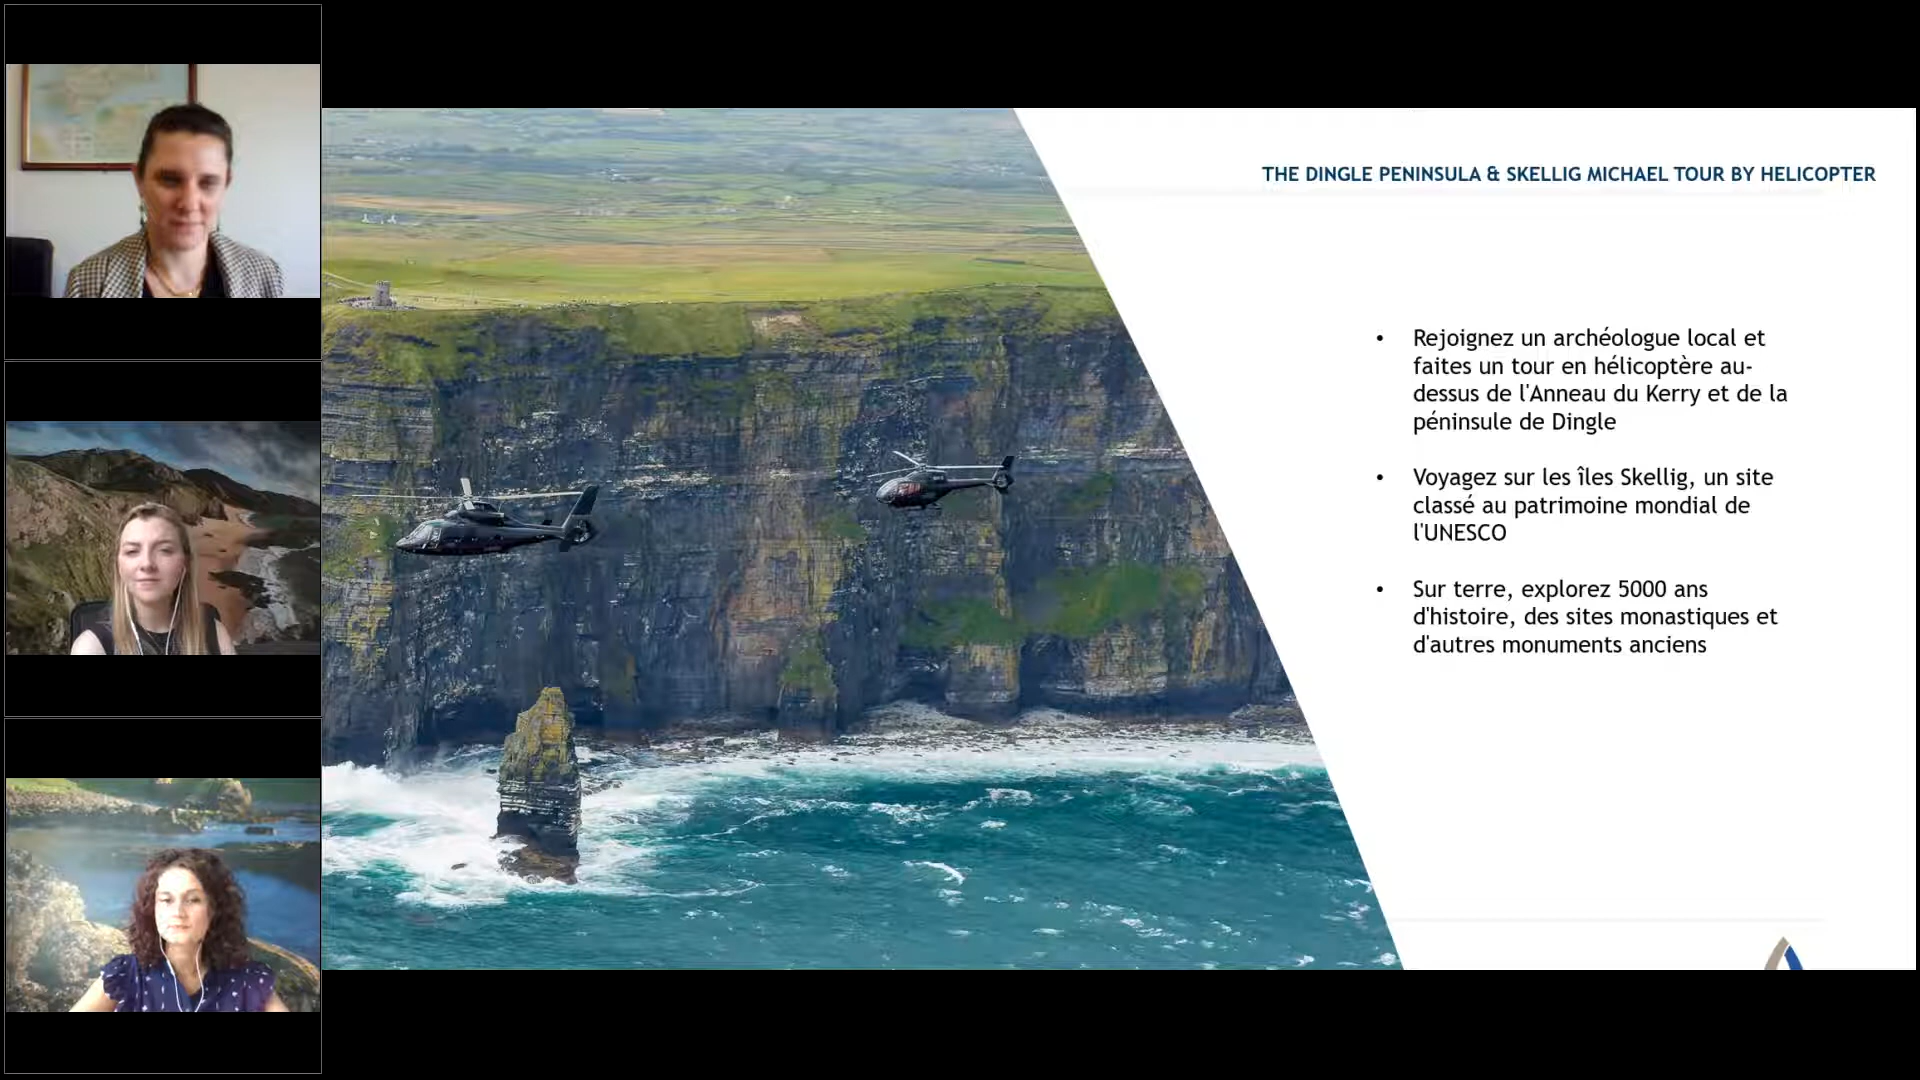 THE DINGLE PENINSULA & SKELLIG MICHAEL TOUR BY HELICOPTER
• Rejoignez un archéologue local et
faites un tour en hélicoptère au-
dessus de l'Anneau du Kerry et de la
péninsule de Dingle
• Voyagez sur les îles Skellig, un site
classé au patrimoine mondial de
l'UNESCO
• Sur terre, explorez 5000 ans
d'histoire, des sites monastiques et
d'autres monuments anciens